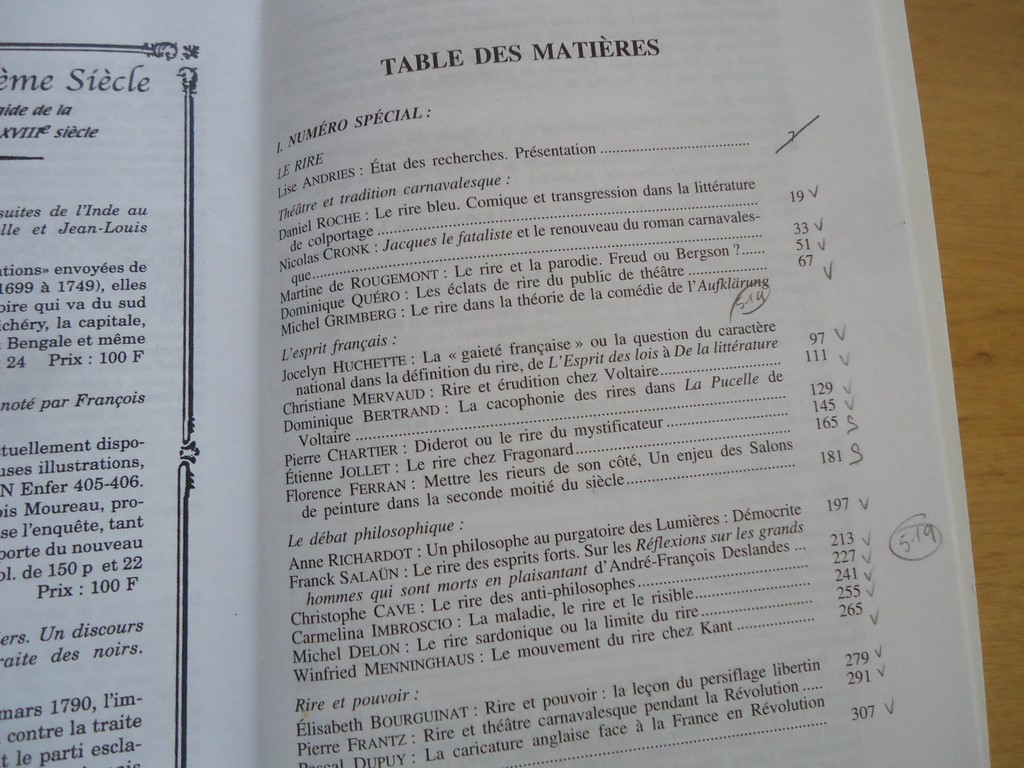 ème Siècle
ide de la
XVIIIe siècle
suites de l'Inde au
lle et Jean-Louis
ations» envoyées de
1699 à 1749), elles
oire qui va du sud
ichéry, la capitale,
Bengale et même
24 Prix : 100 F
noté par François
ctuellement dispo-
uses illustrations,
N Enfer 405-406.
ois Moureau, pro-
se l'enquête, tant
porte du nouveau
ol. de 150 p et 22
Prix : 100 F
ers. Un discours
raite des noirs.
mars 1790, l'im-
contre la traite
t le parti escla-
TABLE DES MATIÈRES
I. NUMÉRO SPÉCIAL :
LE RIRE
Lise ANDRIES : État des recherches. Présentation .......... 7
Théâtre et tradition carnavalesque :
Daniel ROCHE : Le rire bleu. Comique et transgression dans la littérature
de colportage .......... 19
Nicolas CRONK : Jacques le fataliste et le renouveau du roman carnavales-
que .......... 33
Martine de ROUGEMONT : Le rire et la parodie. Freud ou Bergson ? ...... 51
Dominique QUÉRO : Les éclats de rire du public de théâtre .......... 67
Michel GRIMBERG : Le rire dans la théorie de la comédie de l'Aufklärung
5-19
L'esprit français :
Jocelyn HUCHETTE : La « gaieté française » ou la question du caractère
national dans la définition du rire, de L'Esprit des lois à De la littérature 97
Christiane MERVAUD : Rire et érudition chez Voltaire .......... 111
Dominique BERTRAND : La cacophonie des rires dans La Pucelle de
Voltaire .......... 129
Pierre CHARTIER : Diderot ou le rire du mystificateur .......... 145
Étienne JOLLET : Le rire chez Fragonard .......... 165
Florence FERRAN : Mettre les rieurs de son côté, Un enjeu des Salons
de peinture dans la seconde moitié du siècle .......... 181
Le débat philosophique :
Anne RICHARDOT : Un philosophe au purgatoire des Lumières : Démocrite 197
Franck SALAÜN : Le rire des esprits forts. Sur les Réflexions sur les grands
hommes qui sont morts en plaisantant d'André-François Deslandes ... 213
5-19
Christophe CAVE : Le rire des anti-philosophes .......... 227
Carmelina IMBROSCIO : La maladie, le rire et le risible .......... 241
Michel DELON : Le rire sardonique ou la limite du rire .......... 255
Winfried MENNINGHAUS : Le mouvement du rire chez Kant .......... 265
Rire et pouvoir :
Élisabeth BOURGUINAT : Rire et pouvoir : la leçon du persiflage libertin 279
Pierre FRANTZ : Rire et théâtre carnavalesque pendant la Révolution ..... 291
Pascal DUPUY : La caricature anglaise face à la France en Révolution
307